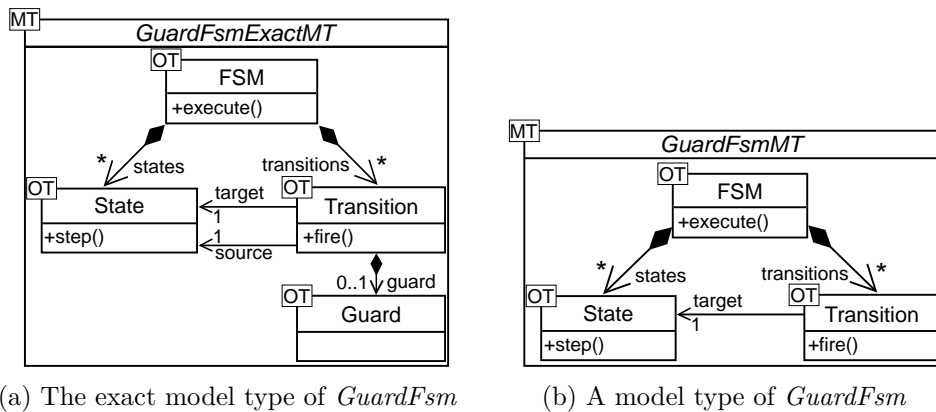 MT
GuardFsmExactMT
OT
FSM
+execute()
*
states
transitions
*
OT
State
+step()
target
1
1
source
OT
Transition
+fire()
0..1
guard
OT
Guard
(a) The exact model type of GuardFsm
MT
GuardFsmMT
OT
FSM
+execute()
*
states
transitions
*
OT
State
+step()
target
1
OT
Transition
+fire()
(b) A model type of GuardFsm